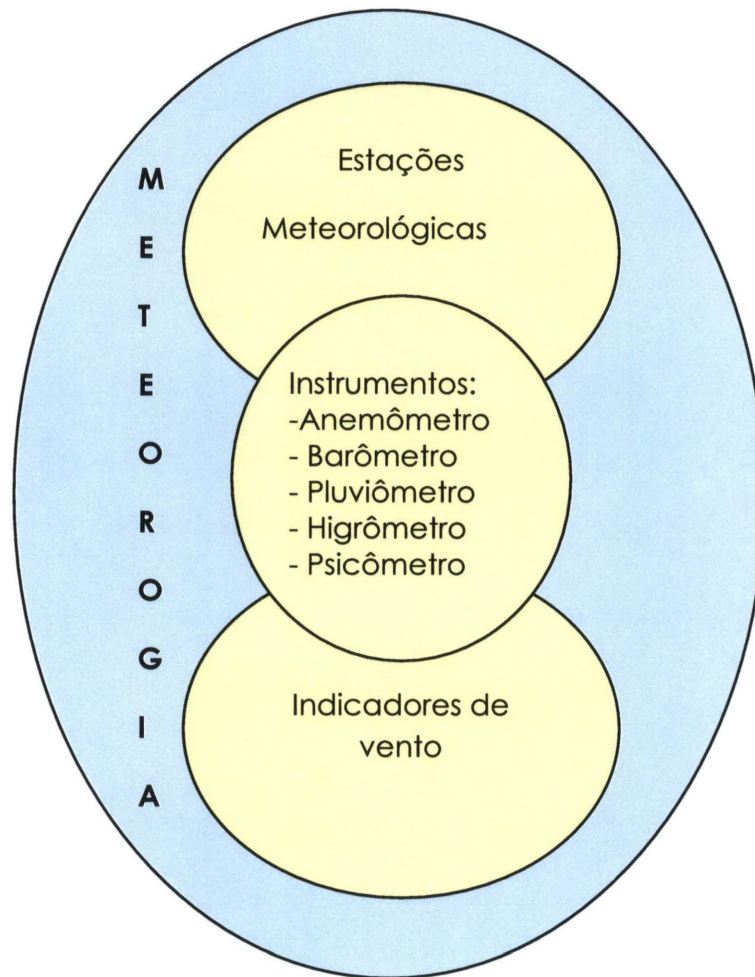 M
E
T
E
O
R
O
G
I
A
Estações
Meteorológicas
Instrumentos:
-Anemômetro
- Barômetro
- Pluviômetro
- Higrômetro
- Psicômetro
Indicadores de
vento